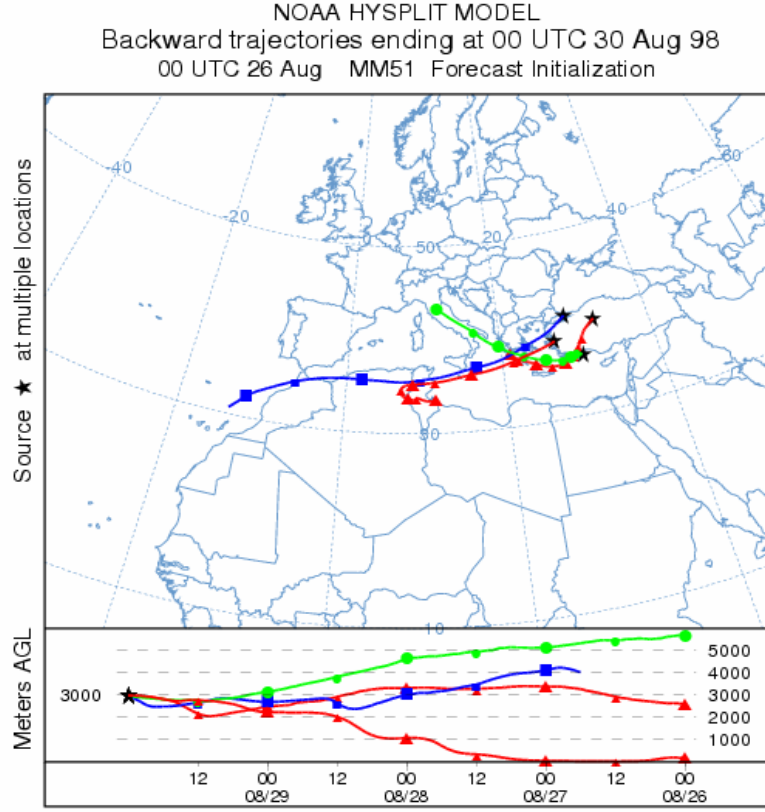 NOAA HYSPLIT MODEL
Backward trajectories ending at 00 UTC 30 Aug 98
00 UTC 26 Aug MM51 Forecast Initialization
Source ★ at multiple locations
-40
-20
60
40
50
20
30
10
Meters AGL
3000
5000
4000
3000
2000
1000
12 00 12 00 12 00 12 00
08/29 08/28 08/27 08/26